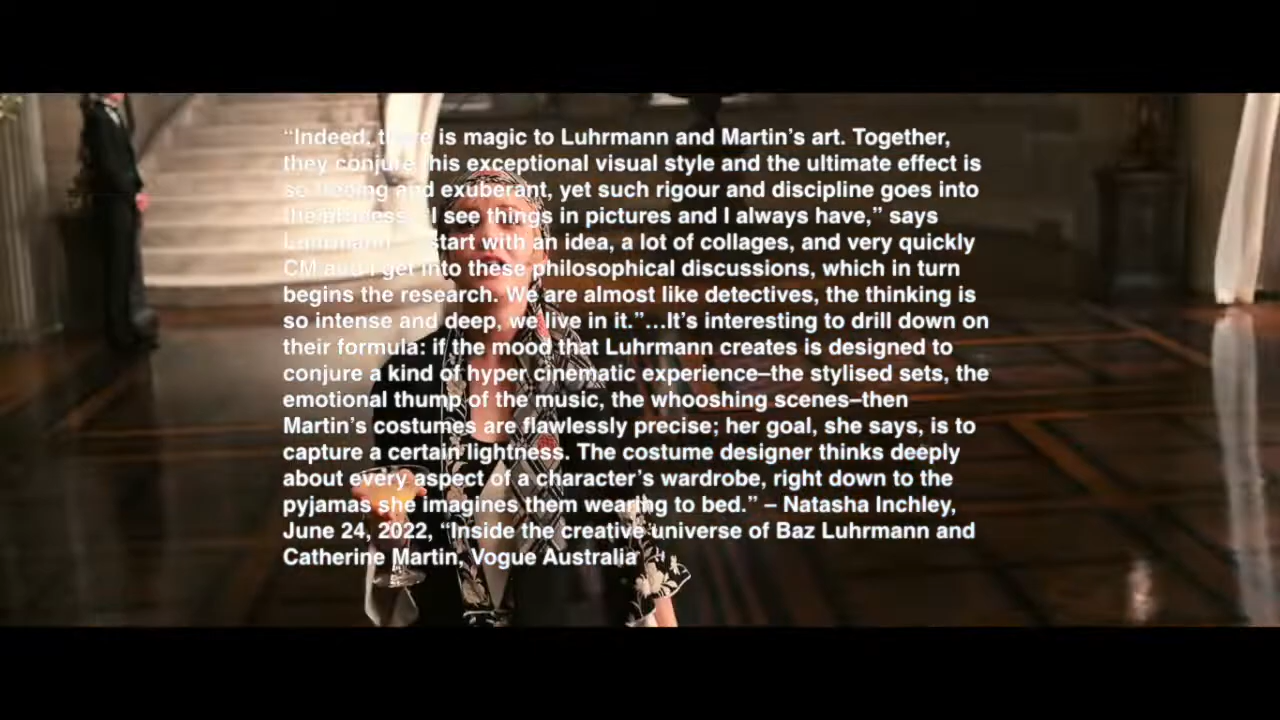 “Indeed, there is magic to Luhrmann and Martin’s art. Together,
they conjure this exceptional visual style and the ultimate effect is
so freeing and exuberant, yet such rigour and discipline goes into
the “I see things in pictures and I always have,” says
Luhrmann. start with an idea, a lot of collages, and very quickly
CM and I get into these philosophical discussions, which in turn
begins the research. We are almost like detectives, the thinking is
so intense and deep, we live in it.”…It’s interesting to drill down on
their formula: if the mood that Luhrmann creates is designed to
conjure a kind of hyper cinematic experience–the stylised sets, the
emotional thump of the music, the whooshing scenes–then
Martin’s costumes are flawlessly precise; her goal, she says, is to
capture a certain lightness. The costume designer thinks deeply
about every aspect of a character’s wardrobe, right down to the
pyjamas she imagines them wearing to bed.” – Natasha Inchley,
June 24, 2022, “Inside the creative universe of Baz Luhrmann and
Catherine Martin, Vogue Australia